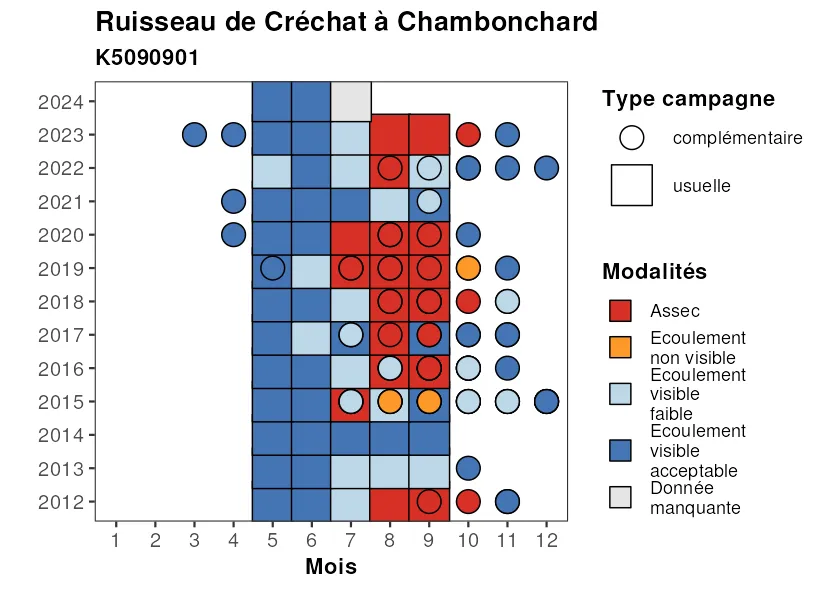 Ruisseau de Créchat à Chambonchard
K5090901
2024
2023
2022
2021
2020
2019
2018
2017
2016
2015
2014
2013
2012
1 2 3 4 5 6 7 8 9 10 11 12
Mois
Type campagne
complémentaire
usuelle
Modalités
Assec
Ecoulement
non visible
Ecoulement
visible
faible
Ecoulement
visible
acceptable
Donnée
manquante